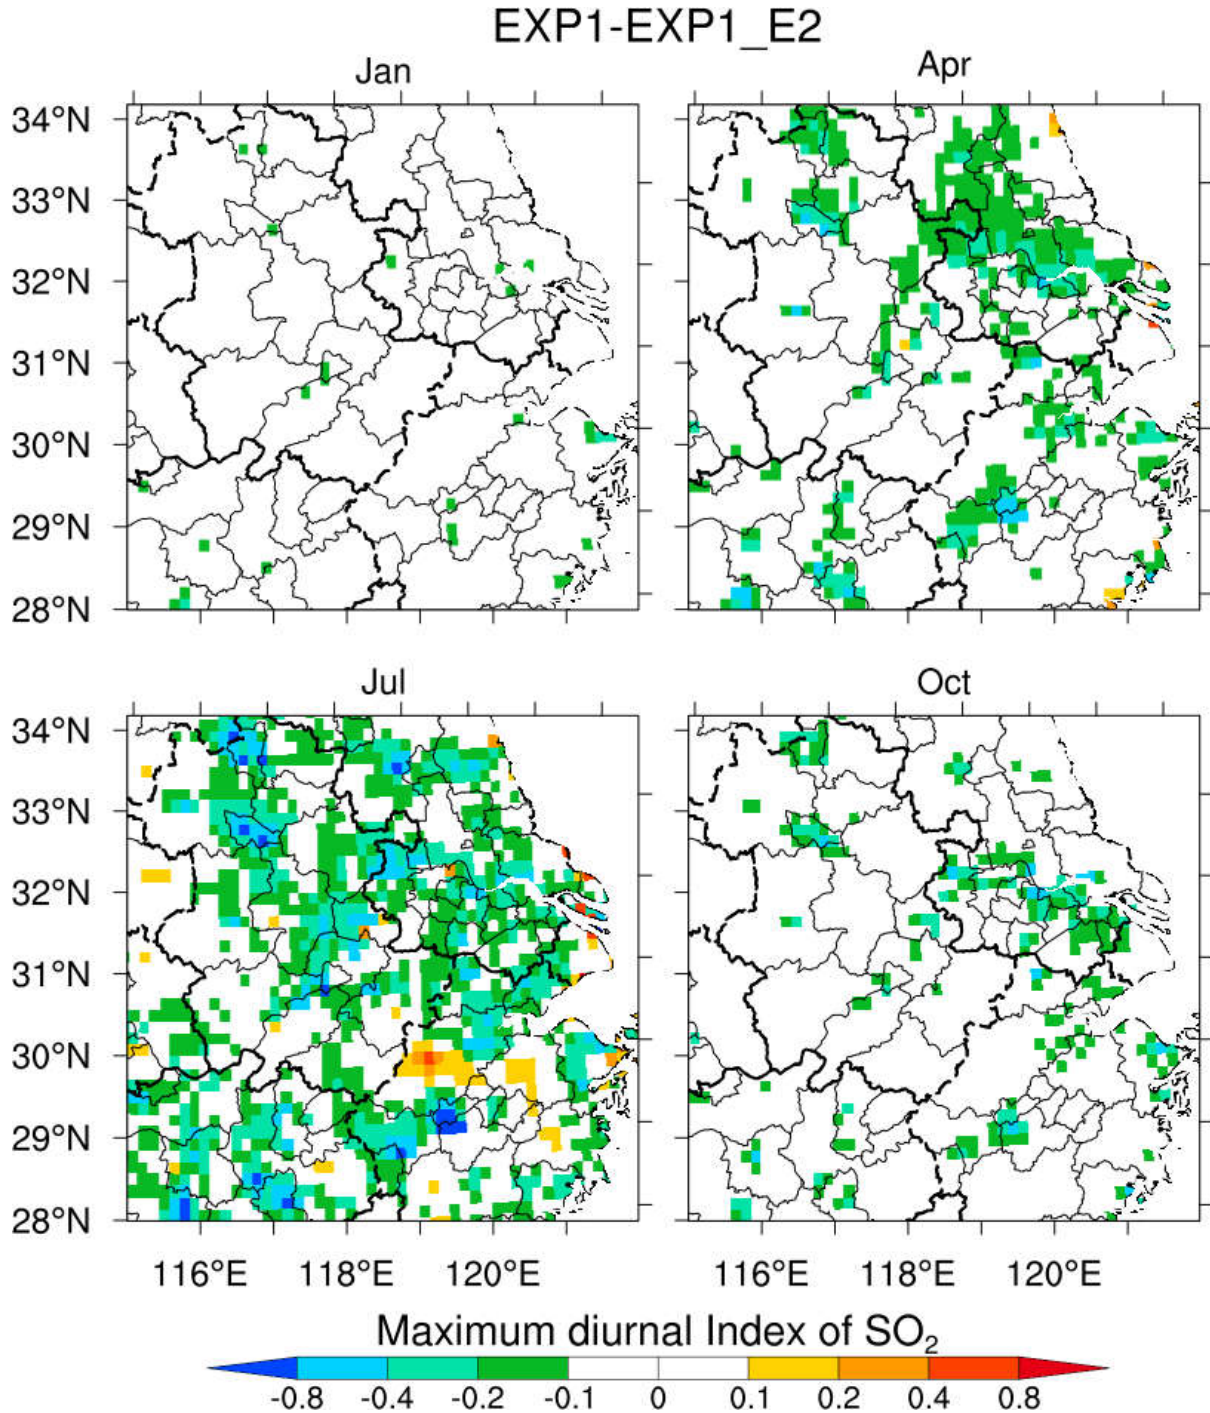 EXP1-EXP1_E2
Jan
Apr
34°N
33°N
32°N
31°N
30°N
29°N
28°N
Jul
Oct
34°N
33°N
32°N
31°N
30°N
29°N
28°N
116°E 118°E 120°E 116°E 118°E 120°E
Maximum diurnal Index of SO₂
-0.8 -0.4 -0.2 -0.1 0 0.1 0.2 0.4 0.8